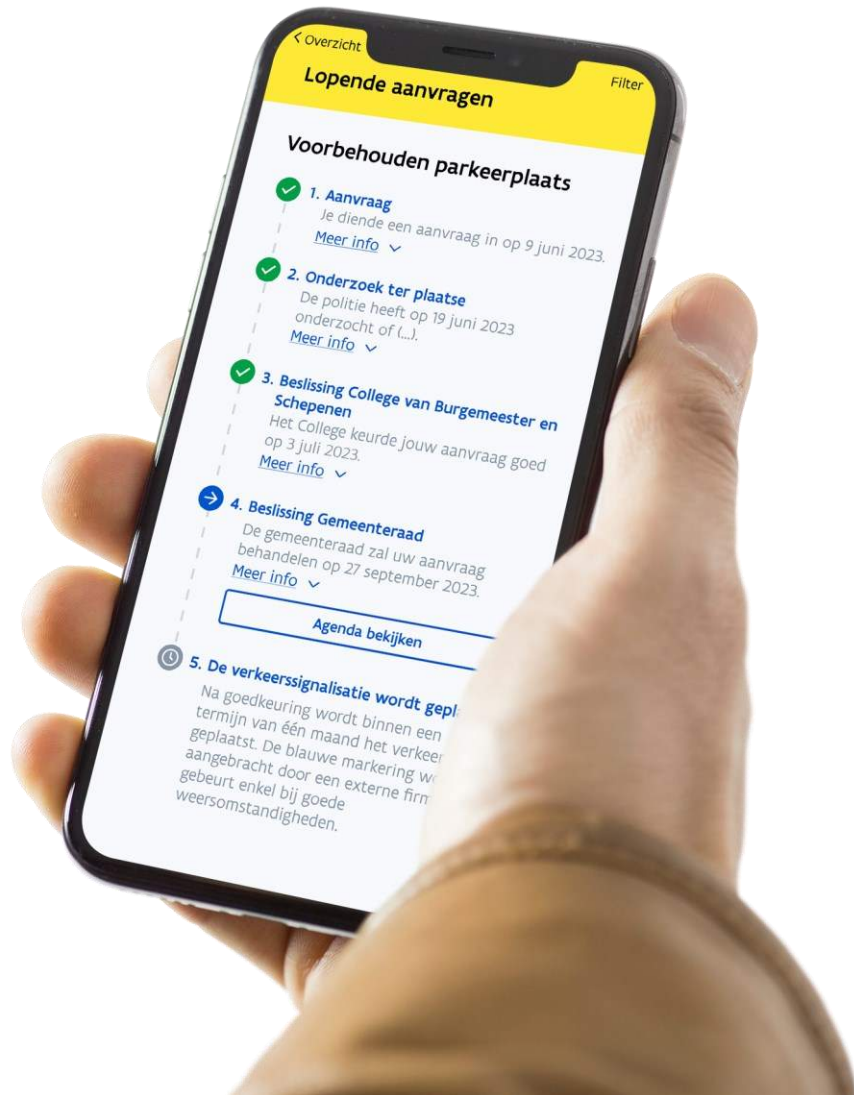 Overzicht
Filter
Lopende aanvragen
Voorbehouden parkeerplaats
1. Aanvraag
Je diende een aanvraag in op 9 juni 2023.
Meer info
2. Onderzoek ter plaatse
De politie heeft op 19 juni 2023
onderzocht of (...).
Meer info
3. Beslissing College van Burgemeester en
Schepenen
Het College keurde jouw aanvraag goed
op 3 juli 2023.
Meer info
4. Beslissing Gemeenteraad
De gemeenteraad zal uw aanvraag
behandelen op 27 september 2023.
Meer info
Agenda bekijken
5. De verkeerssignalisatie wordt
Na goedkeuring wordt binnen een
termijn van één maand het
geplaatst. De blauwe markering
aangebracht door een externe
gebeurt enkel bij goede
weersomstandigheden.